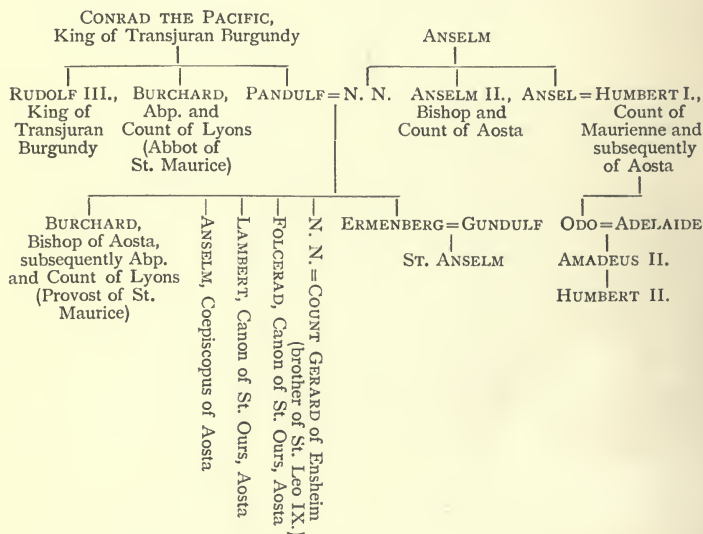 CONRAD THE PACIFIC,
King of Transjuran Burgundy
ANSELM
RUDOLF III.,
King of
Transjuran
Burgundy
BURCHARD,
Abp. and
Count of Lyons
(Abbot of
St. Maurice)
PANDULF=N. N.
ANSELM II.,
Bishop and
Count of Aosta
ANSEL=HUMBERT I.,
Count of
Maurienne and
subsequently
of Aosta
BURCHARD,
Bishop of Aosta,
subsequently Abp.
and Count of Lyons
(Provost of St.
Maurice)
ANSELM, Coepiscopus of Aosta
LAMBERT, Canon of St. Ours, Aosta
FOLCERAD, Canon of St. Ours, Aosta
N. N.=COUNT GERARD of Ensheim
(brother of St. Leo IX.)
ERMENBERG=GUNDULF
ST. ANSELM
ODO=ADELAIDE
AMADEUS II.
HUMBERT II.